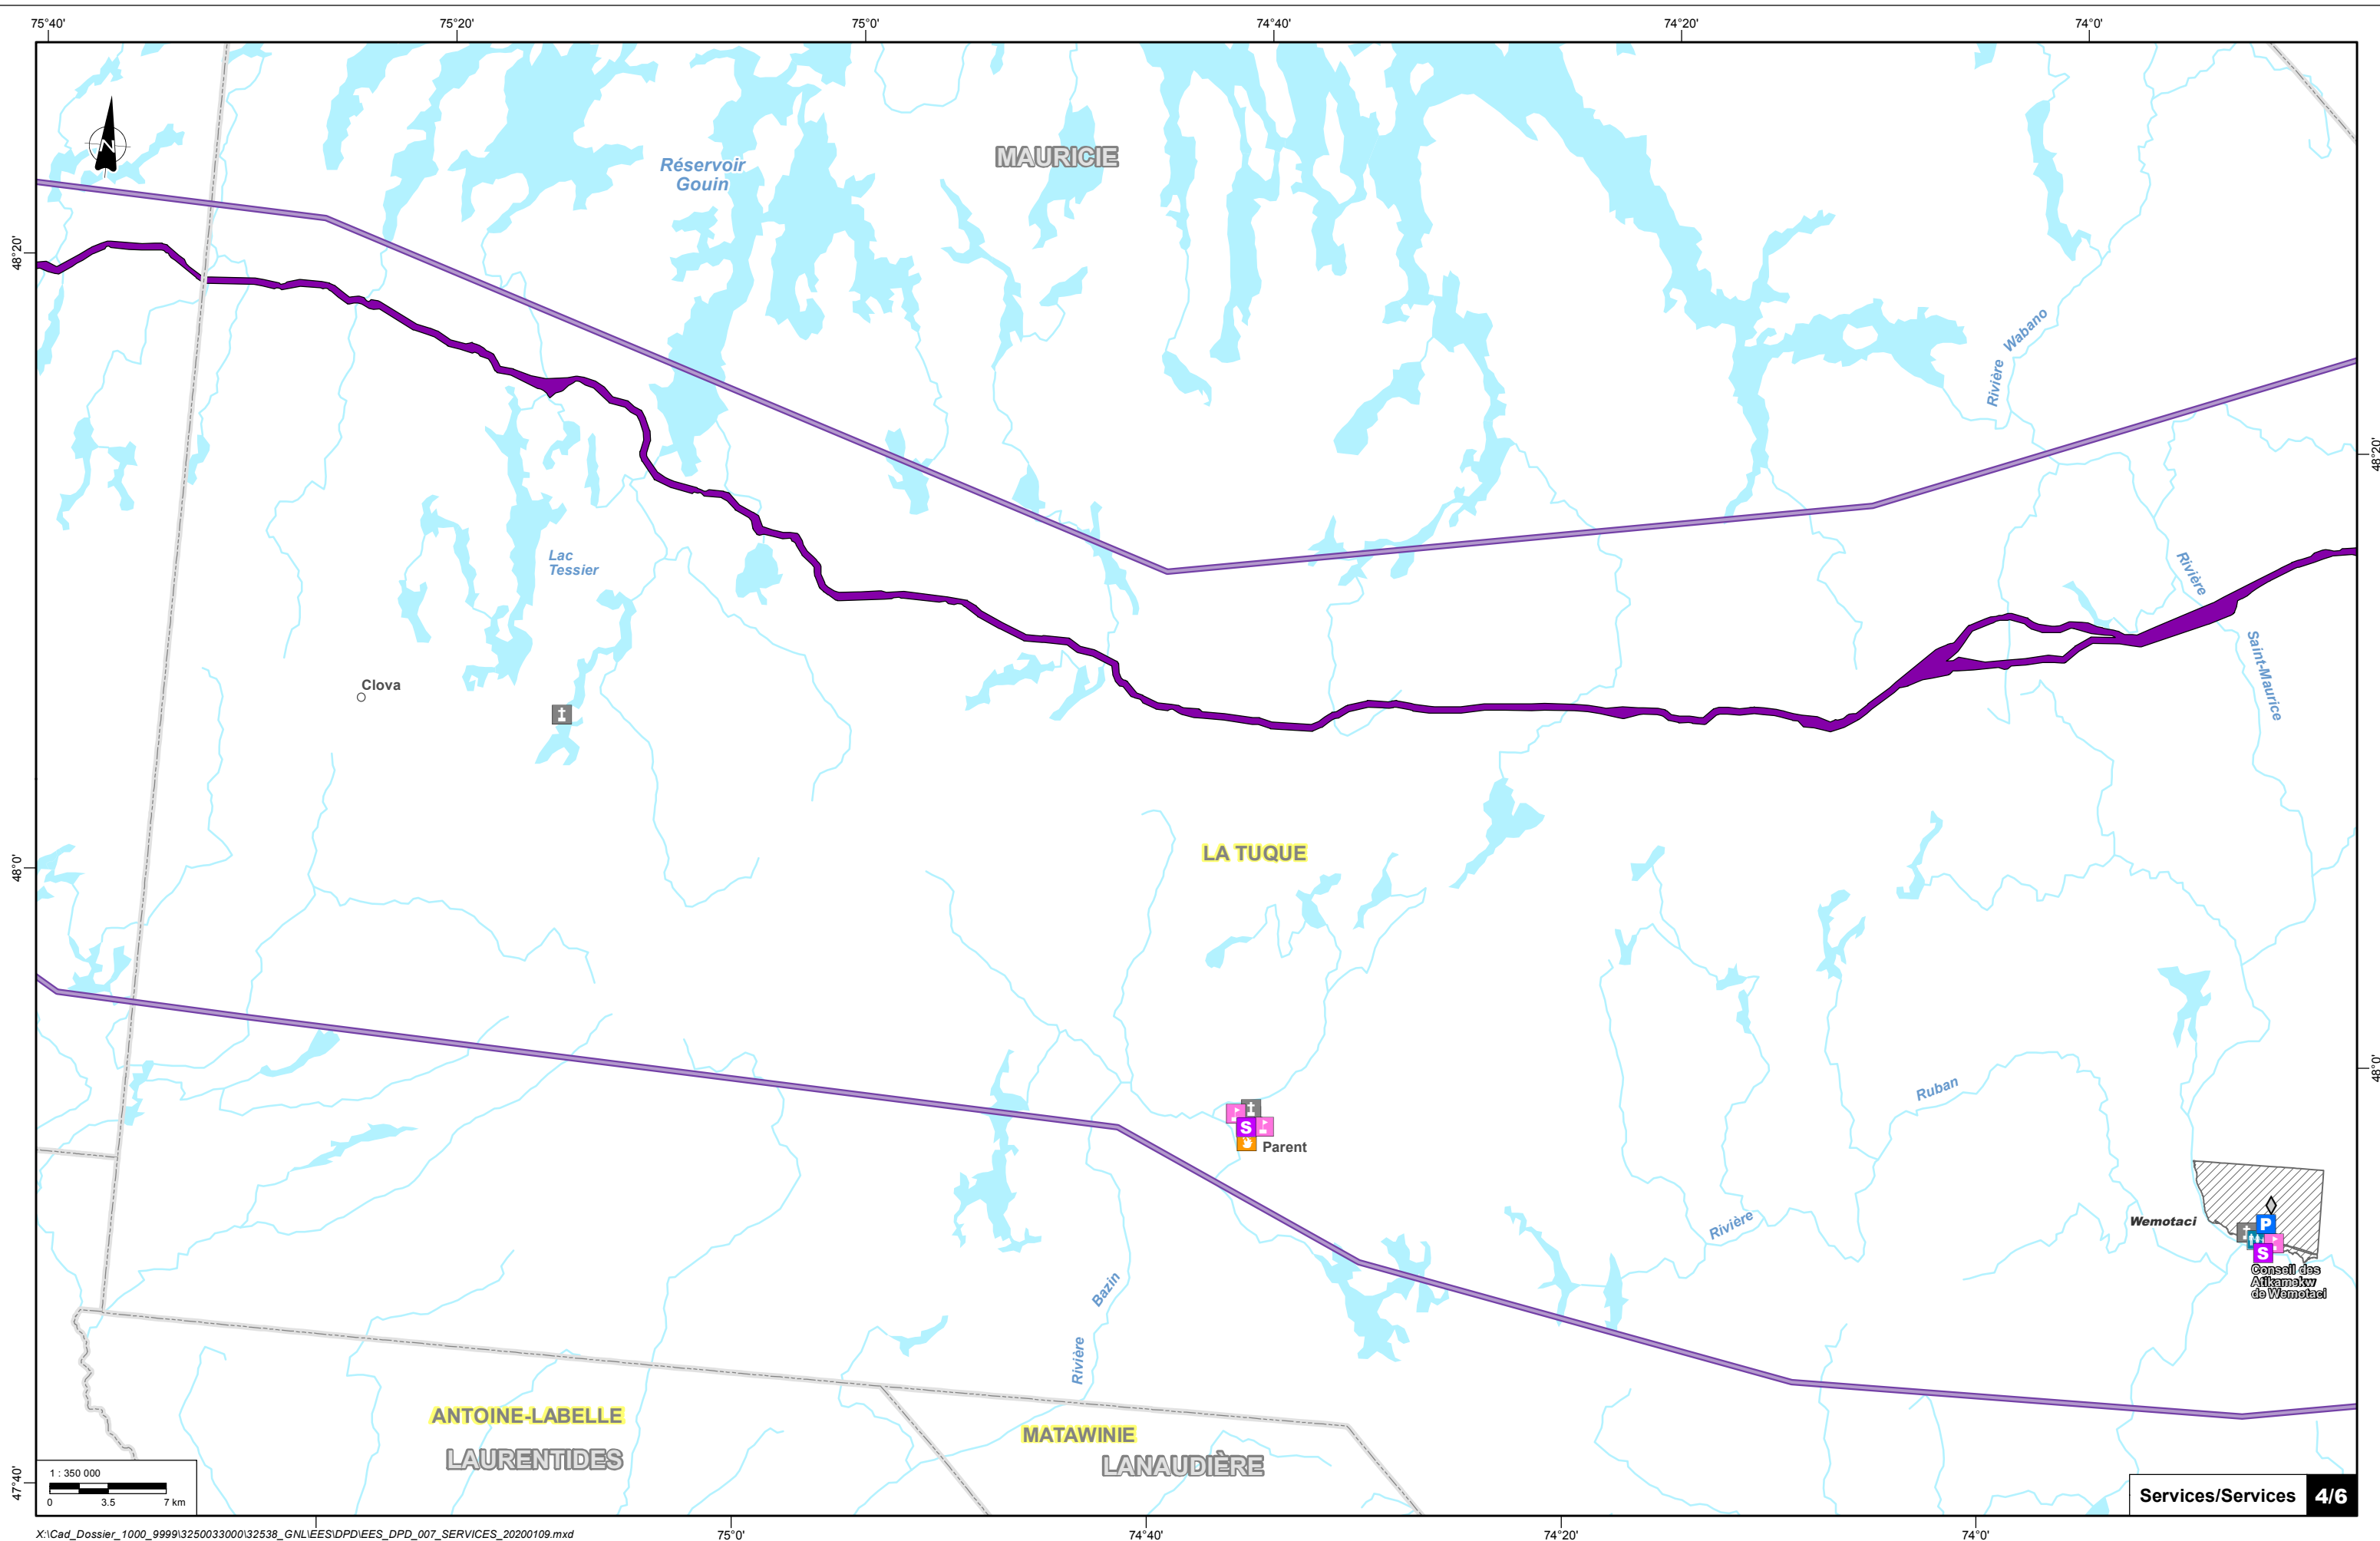 75°40'
75°20'
75°0'
74°40'
74°20'
74°0'
N
Réservoir
Gouin
MAURICIE
48°20'
Rivière Wabano
48°20'
Lac
Tessier
Rivière
Saint-Maurice
Clova
LA TUQUE
48°0'
48°0'
Ruban
S
Parent
Rivière
Wemotaci
P
S
Conseil des
Atikamekw
de Wemotaci
Bazin
Rivière
ANTOINE-LABELLE
LAURENTIDES
MATAWINIE
LANAUDIÈRE
47°40'
1 : 350 000
0 3.5 7 km
Services/Services 4/6
X:\Cad_Dossier_1000_9999\3250033000\32538_GNL\EES\DPD\EES_DPD_007_SERVICES_20200109.mxd
75°0'
74°40'
74°20'
74°0'